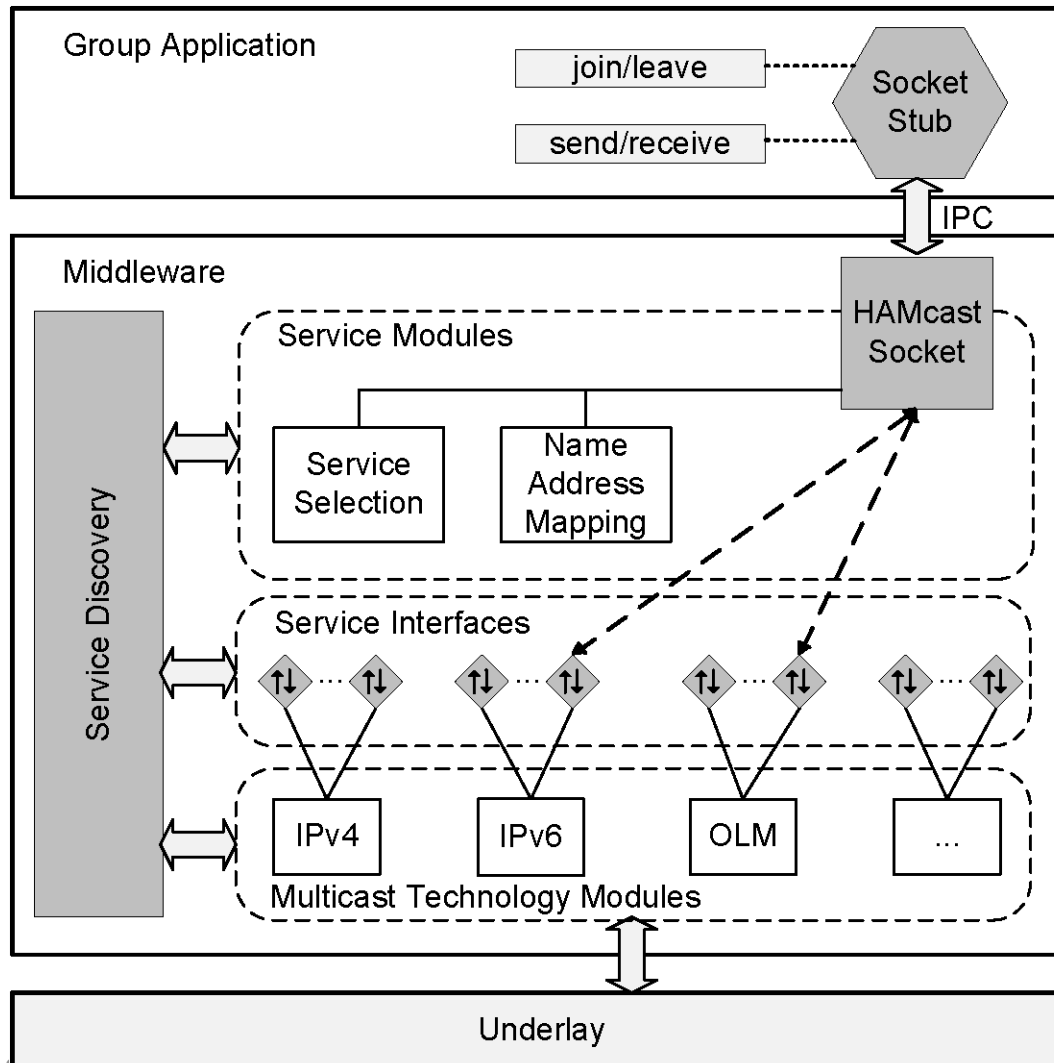 Group Application
join/leave
send/receive
Socket
Stub
IPC
Middleware
HAMcast
Socket
Service Modules
Service
Selection
Name
Address
Mapping
Service Discovery
Service Interfaces
...
...
...
...
IPv4
IPv6
OLM
...
Multicast Technology Modules
Underlay